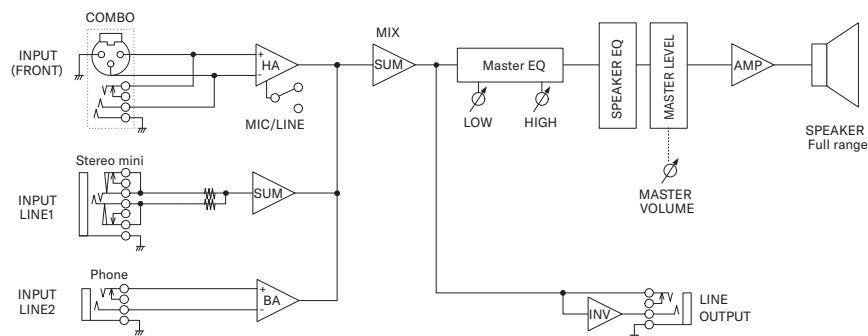 COMBO
INPUT
(FRONT)
+
-
HA
MIC/LINE
MIX
SUM
Master EQ
LOW
HIGH
SPEAKER EQ
MASTER LEVEL
MASTER
VOLUME
AMP
SPEAKER
Full range
Stereo mini
INPUT
LINE1
SUM
Phone
INPUT
LINE2
+
-
BA
INV
LINE
OUTPUT